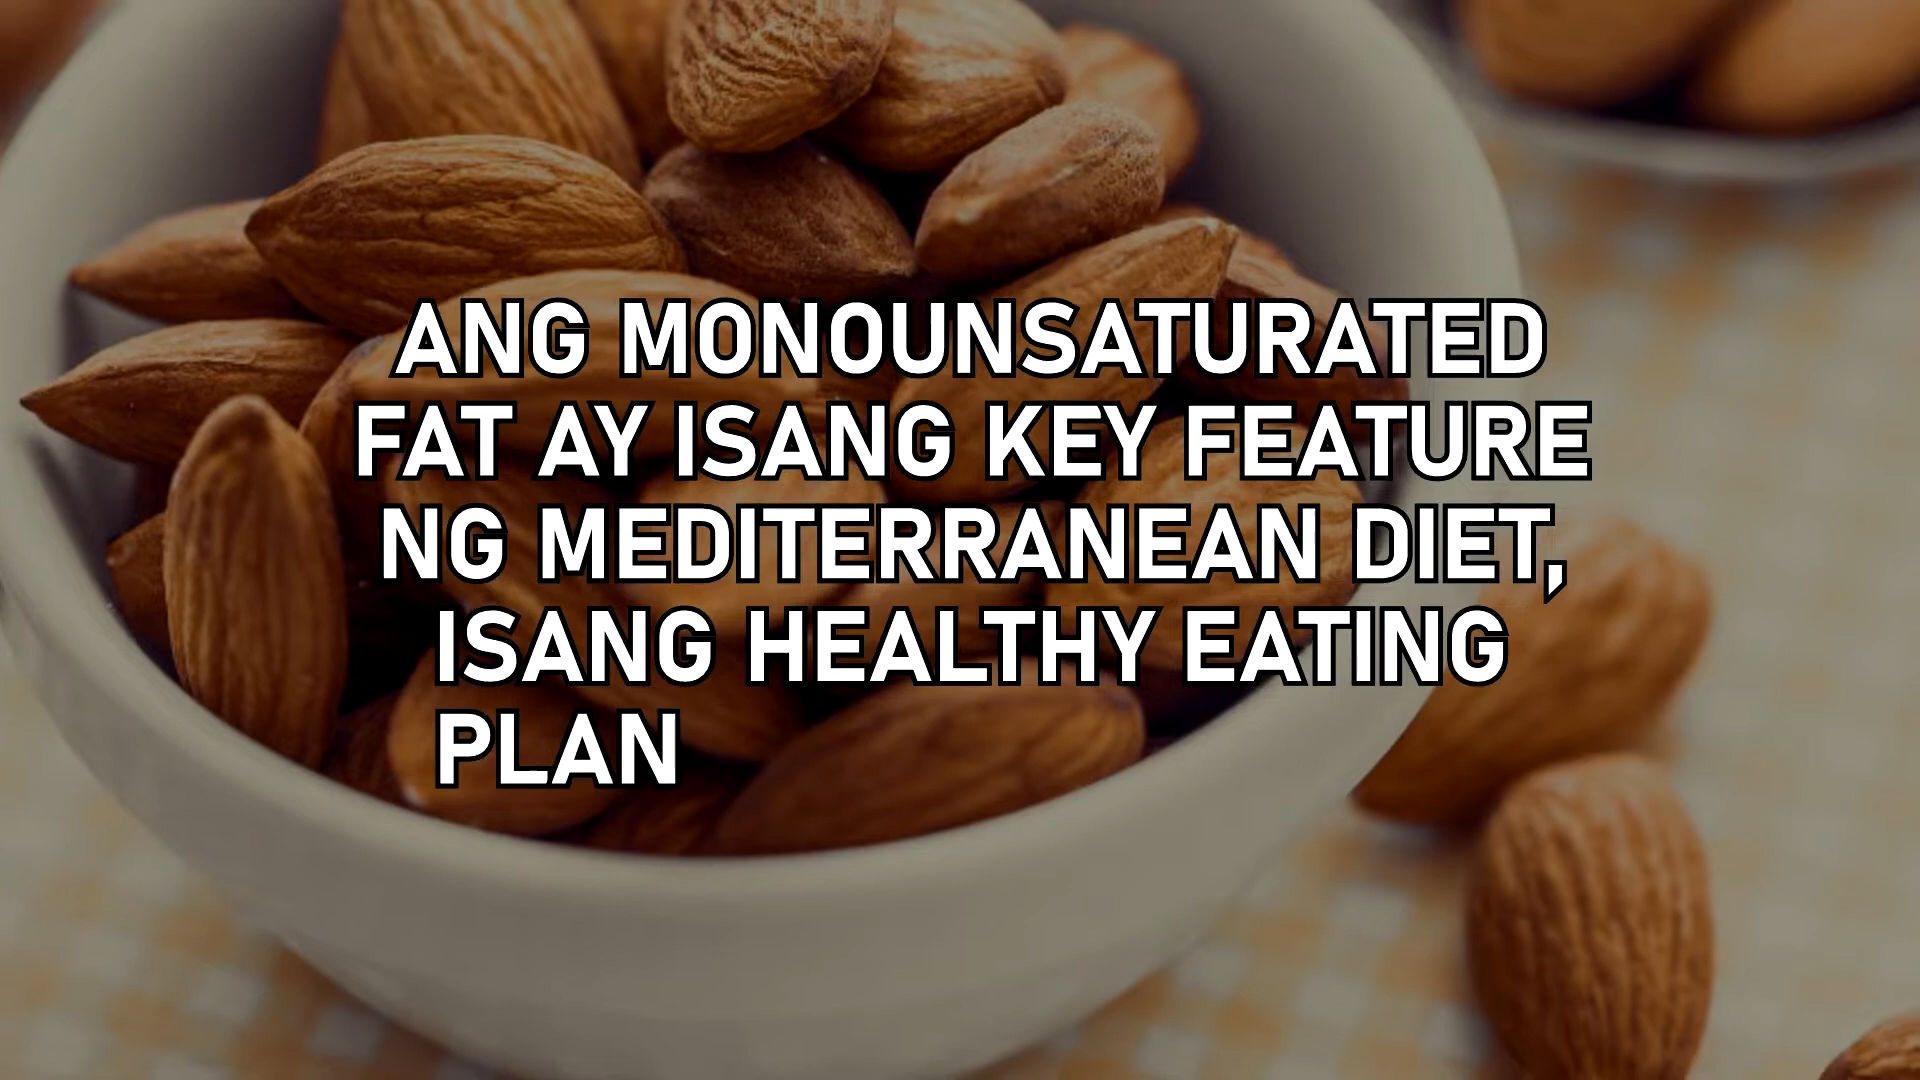 ANG MONOUNSATURATED
FAT AY ISANG KEY FEATURE
NG MEDITERRANEAN DIET,
ISANG HEALTHY EATING
PLAN